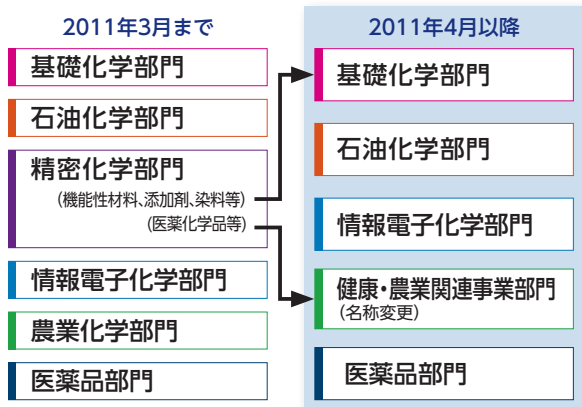 2011年3月まで
基礎化学部門
石油化学部門
精密化学部門
(機能性材料、添加剤、染料等)
(医薬化学品等)
情報電子化学部門
農業化学部門
医薬品部門
2011年4月以降
基礎化学部門
石油化学部門
情報電子化学部門
健康・農業関連事業部門
(名称変更)
医薬品部門